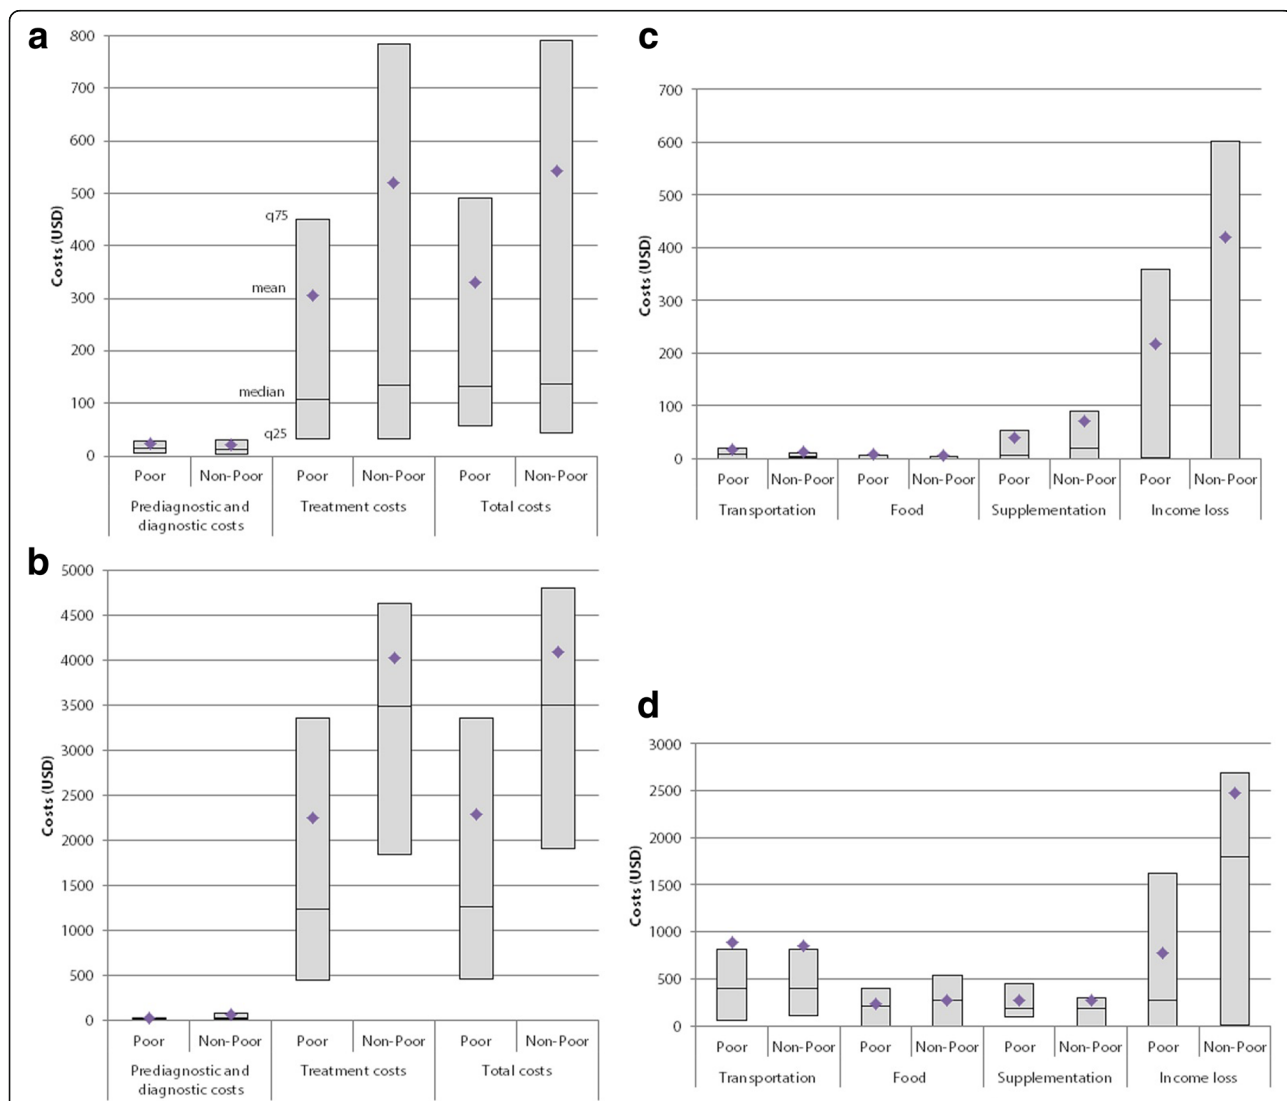 a
800
700
600
500
400
300
200
100
0
Costs (USD)
q75
mean
median
q25
Poor Non-Poor Poor Non-Poor Poor Non-Poor
Prediagnostic and Treatment costs Total costs
diagnostic costs
c
700
600
500
400
300
200
100
0
Costs (USD)
Poor Non-Poor Poor Non-Poor Poor Non-Poor Poor Non-Poor
Transportation Food Supplementation Income loss
b
5000
4500
4000
3500
3000
2500
2000
1500
1000
500
0
Costs (USD)
Poor Non-Poor Poor Non-Poor Poor Non-Poor
Prediagnostic and Treatment costs Total costs
diagnostic costs
d
3000
2500
2000
1500
1000
500
0
Costs (USD)
Poor Non-Poor Poor Non-Poor Poor Non-Poor Poor Non-Poor
Transportation Food Supplementation Income loss